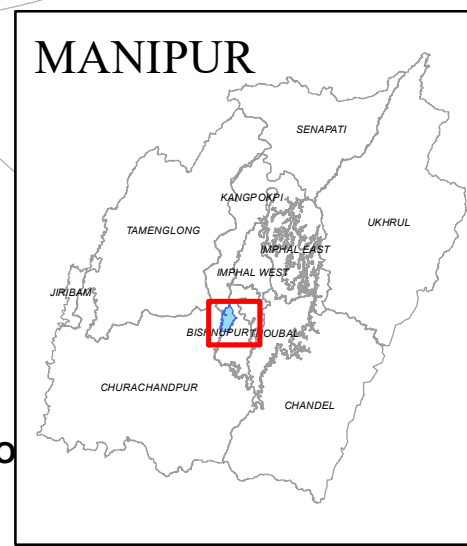 MANIPUR
SENAPATI
KANGPOKPI
UKHRUL
TAMENGLONG
IMPHAL EAST
IMPHAL WEST
JIRIBAM
BISHNUPUR
THOUBAL
CHURACHANDPUR
CHANDEL